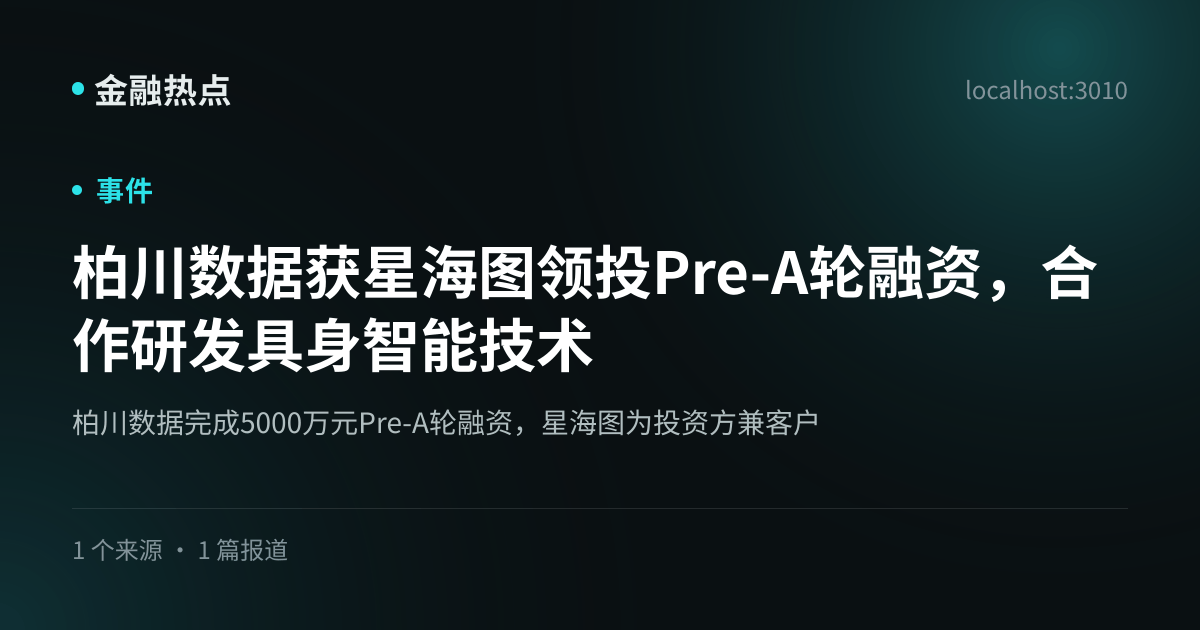 金融热点
localhost:3010
事件
柏川数据获星海图领投Pre-A轮融资，合
作研发具身智能技术
柏川数据完成5000万元Pre-A轮融资，星海图为投资方兼客户
1 个来源 · 1 篇报道